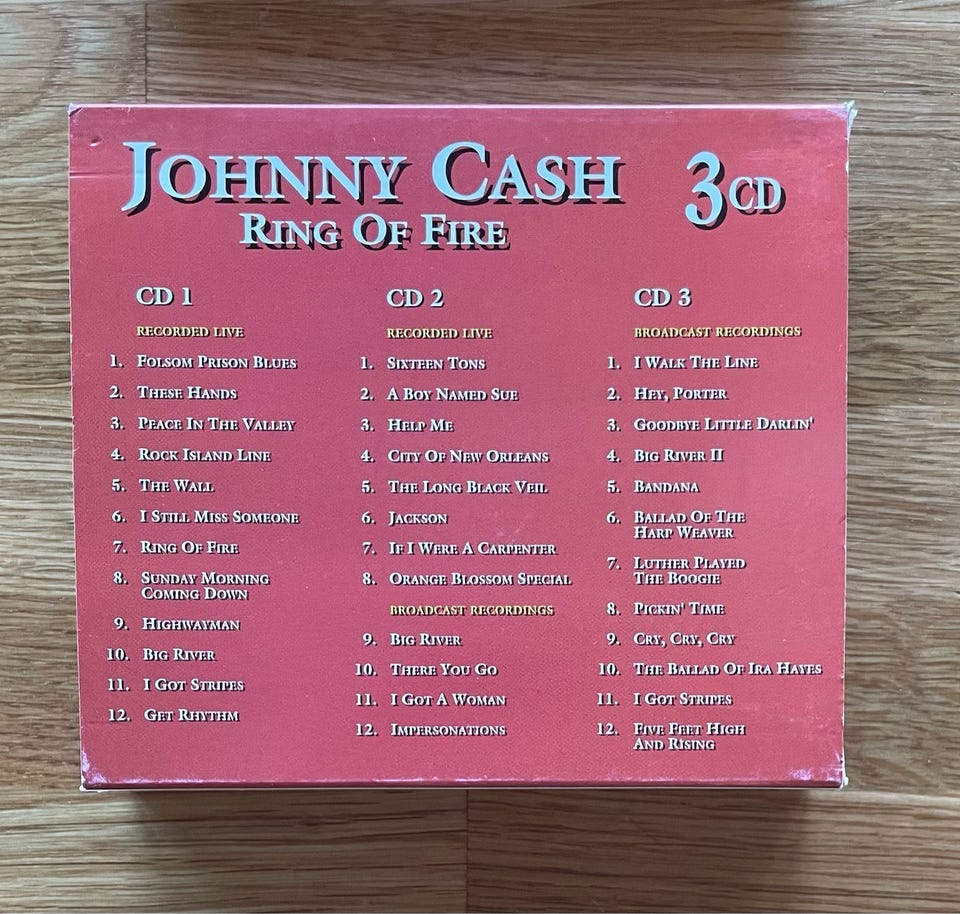 JOHNNY CASH
3CD
RING OF FIRE
CD 1
RECORDED LIVE
1. FOLSOM PRISON BLUES
2. THESE HANDS
3. PEACE IN THE VALLEY
4. ROCK ISLAND LINE
5. THE WALL
6. I STILL MISS SOMEONE
7. RING OF FIRE
8. SUNDAY MORNING
COMING DOWN
9. HIGHWAYMAN
10. BIG RIVER
11. I GOT STRIPES
12. GET RHYTHM
CD 2
RECORDED LIVE
1. SIXTEEN TONS
2. A BOY NAMED SUE
3. HELP ME
4. CITY OF NEW ORLEANS
5. THE LONG BLACK VEIL
6. JACKSON
7. IF I WERE A CARPENTER
8. ORANGE BLOSSOM SPECIAL
BROADCAST RECORDINGS
9. BIG RIVER
10. THERE YOU GO
11. I GOT A WOMAN
12. IMPERSONATIONS
CD 3
BROADCAST RECORDINGS
1. I WALK THE LINE
2. HEY, PORTER
3. GOODBYE LITTLE DARLIN'
4. BIG RIVER II
5. BANDANA
6. BALLAD OF THE
HARP WEAVER
7. LUTHER PLAYED
THE BOOGIE
8. PICKIN' TIME
9. CRY, CRY, CRY
10. THE BALLAD OF IRA HAYES
11. I GOT STRIPES
12. FIVE FEET HIGH
AND RISING